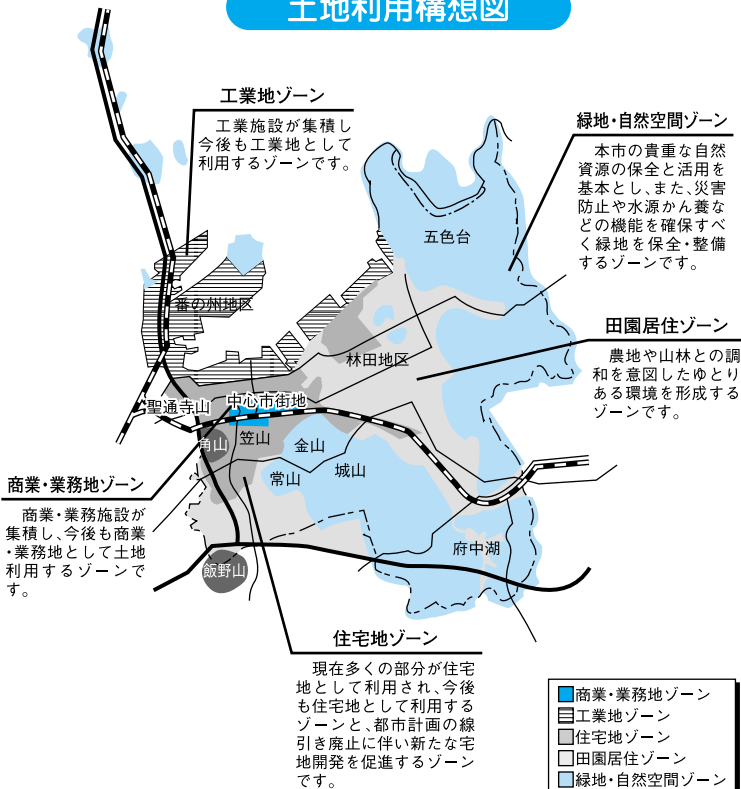 土地利用構想図
工業地ゾーン
工業施設が集積し
今後も工業地として
利用するゾーンです。
緑地・自然空間ゾーン
本市の貴重な自然
資源の保全と活用を
基本とし、また、災害
防止や水源かん養な
どの機能を確保すべ
く緑地を保全・整備
するゾーンです。
五色台
番の州地区
田園居住ゾーン
農地や山林との調
和を意図したゆとり
ある環境を形成する
ゾーンです。
林田地区
聖通寺山
中心市街地
角山
笠山
金山
常山
城山
商業・業務地ゾーン
商業・業務施設が
集積し、今後も商業
・業務地として土地
利用するゾーンで
す。
府中湖
飯野山
住宅地ゾーン
現在多くの部分が住宅
地として利用され、今後
も住宅地として利用する
ゾーンと、都市計画の線
引き廃止に伴い新たな宅
地開発を促進するゾーン
です。
商業・業務地ゾーン
工業地ゾーン
住宅地ゾーン
田園居住ゾーン
緑地・自然空間ゾーン